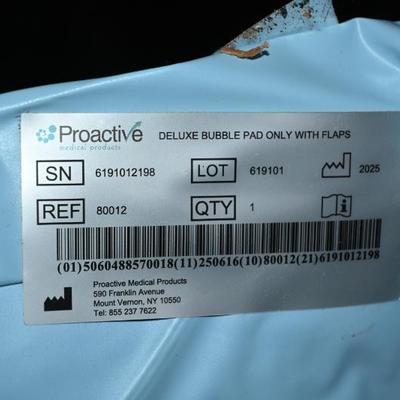 Proactive
medical products
DELUXE BUBBLE PAD ONLY WITH FLAPS
SN 6191012198 LOT 619101 2025
REF 80012 QTY 1
(01)5060488570018(11)250616(10)80012(21)6191012198
Proactive Medical Products
590 Franklin Avenue
Mount Vernon, NY 10550
Tel: 855 237 7622